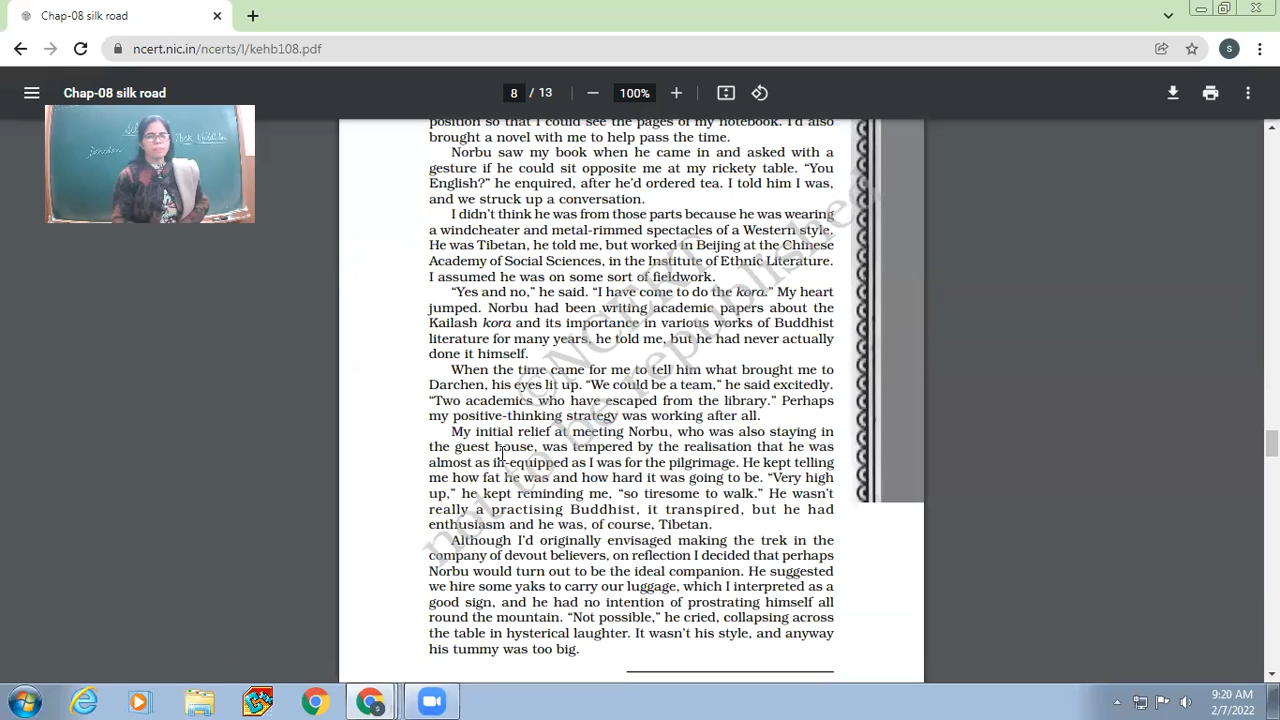 Chap-08 silk road
ncert.nic.in/ncerts/l/kehb108.pdf
S
Chap-08 silk road
8 / 13
100%
position so that I could see the pages of my notebook. I'd also
brought a novel with me to help pass the time.
Norbu saw my book when he came in and asked with a
gesture if he could sit opposite me at my rickety table. “You
English?” he enquired, after he'd ordered tea. I told him I was,
and we struck up a conversation.
I didn't think he was from those parts because he was wearing
a windcheater and metal-rimmed spectacles of a Western style.
He was Tibetan, he told me, but worked in Beijing at the Chinese
Academy of Social Sciences, in the Institute of Ethnic Literature.
I assumed he was on some sort of fieldwork.
“Yes and no,” he said. “I have come to do the kora.” My heart
jumped. Norbu had been writing academic papers about the
Kailash kora and its importance in various works of Buddhist
literature for many years, he told me, but he had never actually
done it himself.
When the time came for me to tell him what brought me to
Darchen, his eyes lit up. “We could be a team,” he said excitedly.
“Two academics who have escaped from the library.” Perhaps
my positive-thinking strategy was working after all.
My initial relief at meeting Norbu, who was also staying in
the guest house, was tempered by the realisation that he was
almost as ill-equipped as I was for the pilgrimage. He kept telling
me how fat he was and how hard it was going to be. “Very high
up,” he kept reminding me, “so tiresome to walk.” He wasn't
really a practising Buddhist, it transpired, but he had
enthusiasm and he was, of course, Tibetan.
Although I'd originally envisaged making the trek in the
company of devout believers, on reflection I decided that perhaps
Norbu would turn out to be the ideal companion. He suggested
we hire some yaks to carry our luggage, which I interpreted as a
good sign, and he had no intention of prostrating himself all
round the mountain. “Not possible,” he cried, collapsing across
the table in hysterical laughter. It wasn't his style, and anyway
his tummy was too big.
©NCERT
not to be republished
9:20 AM
2/7/2022